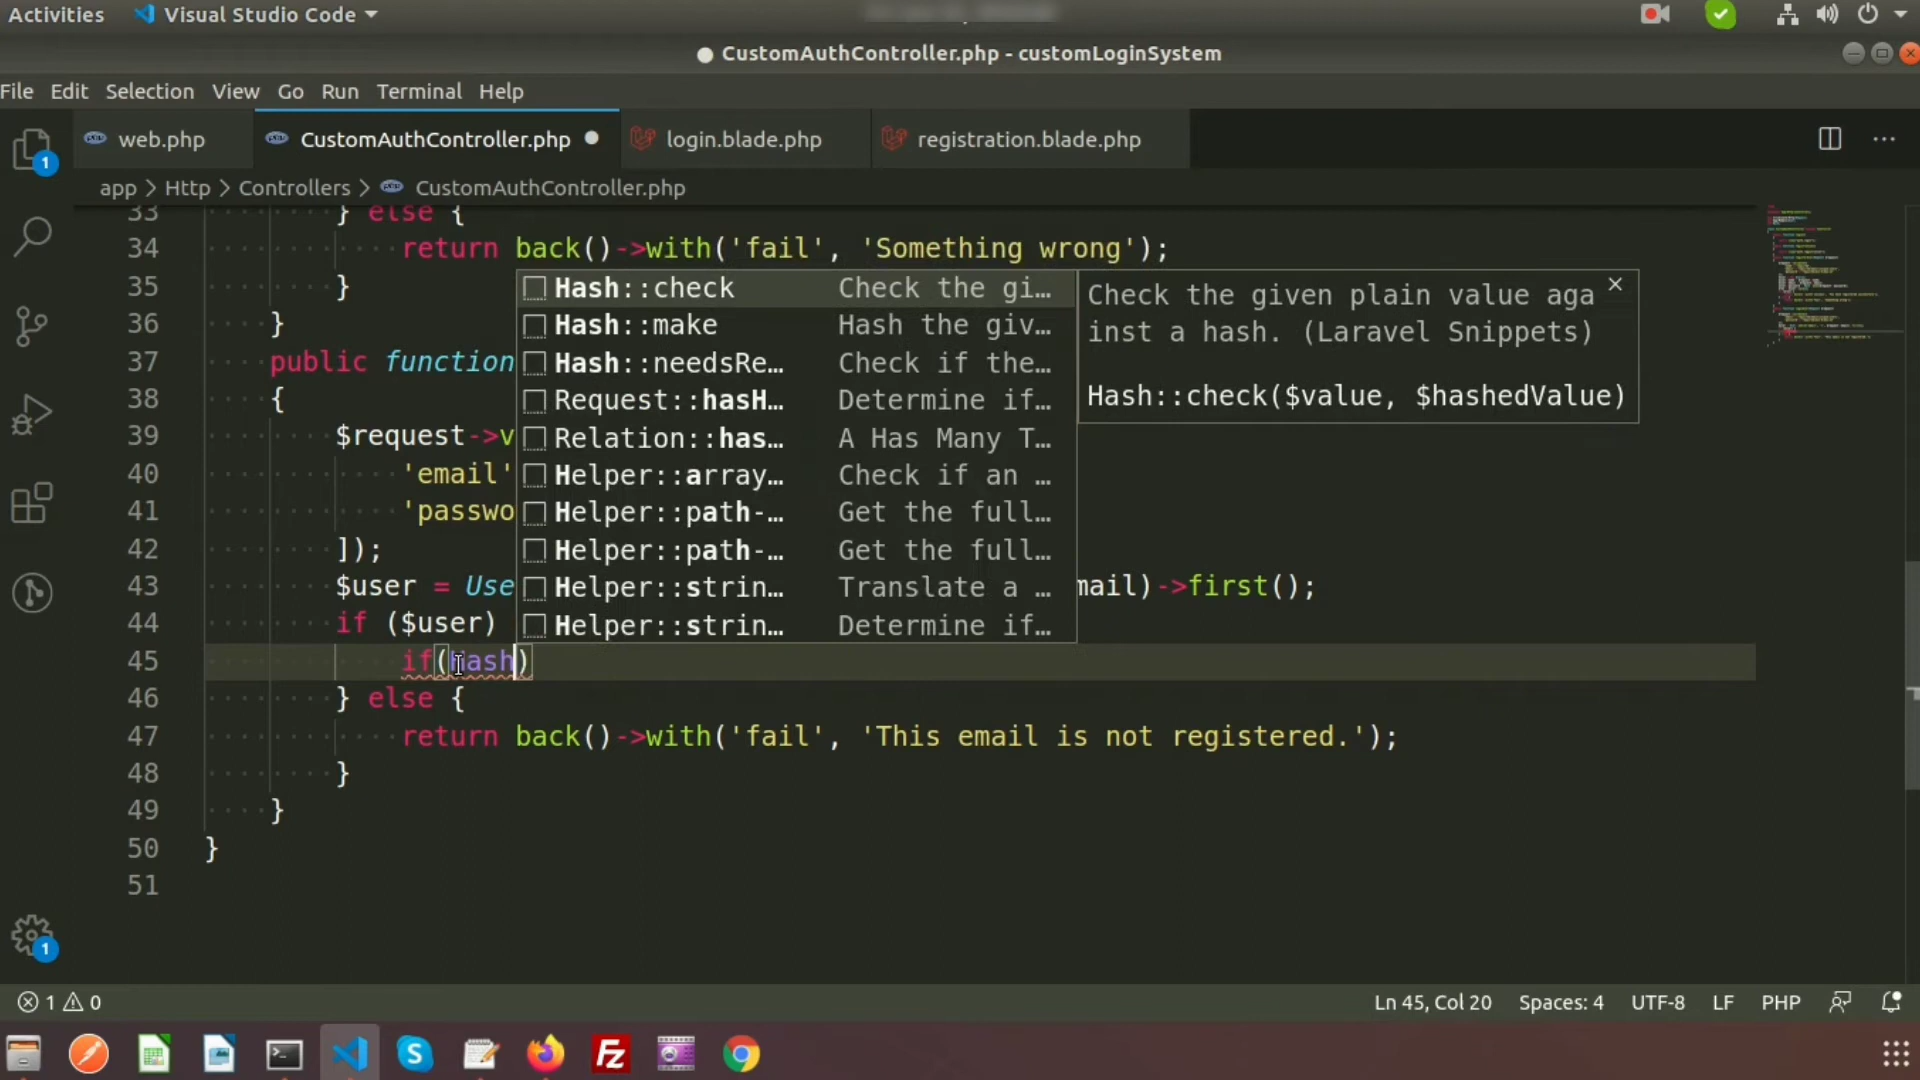 Activities Visual Studio Code
CustomAuthController.php - customLoginSystem
File Edit Selection View Go Run Terminal Help
web.php CustomAuthController.php login.blade.php registration.blade.php
app > Http > Controllers > CustomAuthController.php
33 } else {
34 return back()->with('fail', 'Something wrong');
35 }
36 }
37 public function
38 {
39 $request->v
40 'email'
41 'passwo
42 ]);
43 $user = Use mail)->first();
44 if ($user)
45 if(Hash)
46 } else {
47 return back()->with('fail', 'This email is not registered.');
48 }
49 }
50 }
51
Hash::check Check the gi...
Hash::make Hash the giv...
Hash::needsRe... Check if the...
Request::hasH... Determine if...
Relation::has... A Has Many T...
Helper::array... Check if an ...
Helper::path-... Get the full...
Helper::path-... Get the full...
Helper::strin... Translate a ...
Helper::strin... Determine if...
Check the given plain value aga
inst a hash. (Laravel Snippets)
Hash::check($value, $hashedValue)
1
1
1 0 Ln 45, Col 20 Spaces: 4 UTF-8 LF PHP